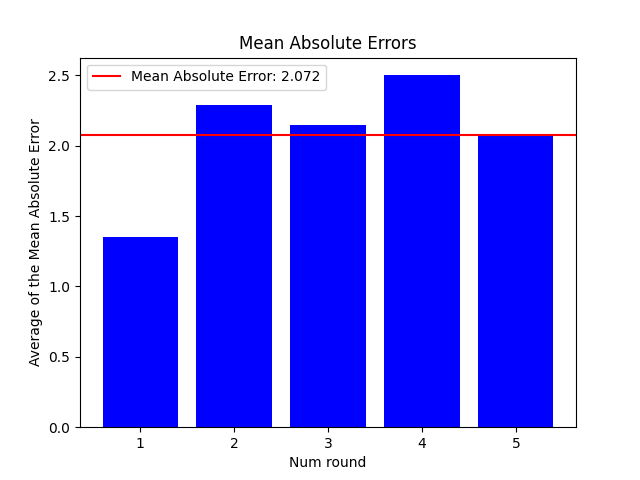 Mean Absolute Errors
Mean Absolute Error: 2.072
Average of the Mean Absolute Error
2.5
2.0
1.5
1.0
0.5
0.0
1 2 3 4 5
Num round